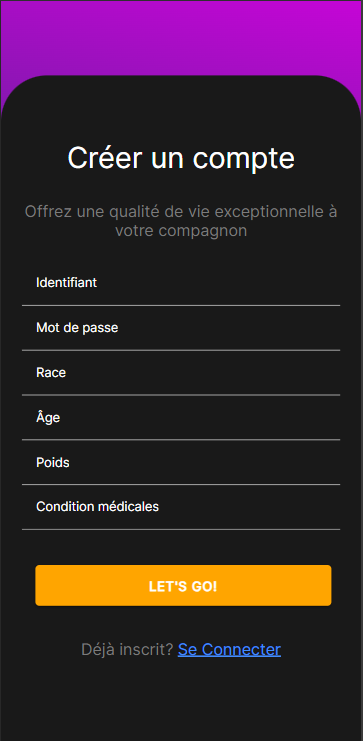 Créer un compte
Offrez une qualité de vie exceptionnelle à
votre compagnon
Identifiant
Mot de passe
Race
Âge
Poids
Condition médicales
LET'S GO!
Déjà inscrit? Se Connecter